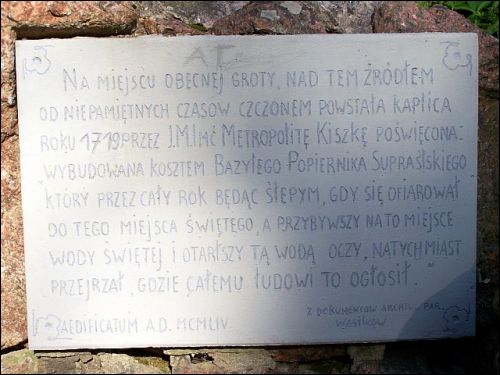 A.F.
NA MIEJSCU OBECNEJ GROTY, NAD TEM ŹRÓDŁEM
OD NIEPAMIĘTNYCH CZASÓW CZCZONEM POWSTAŁA KAPLICA
ROKU 1719 PRZEZ J.M.IMĆ METROPOLITĘ KISZKĘ POŚWIĘCONA:
"WYBUDOWANA KOSZTEM BAZYLEGO POPIERNIKA SUPRAŚLSKIEGO
KTÓRY PRZEZ CAŁY ROK BĘDĄC ŚLEPYM, GDY SIĘ OFIAROWAŁ
DO TEGO MIEJSCA ŚWIĘTEGO, A PRZYBYWSZY NA TO MIEJSCE
WODY ŚWIĘTEJ I OTARŁSZY TĄ WODĄ OCZY, NATYCHMIAST
PRZEJRZAŁ, GDZIE CAŁEMU LUDOWI TO OGŁOSIŁ."
AEDIFICATUM A.D. MCMLIV
Z DOKUMENTÓW ARCHIW. PAR.
WASILKÓW